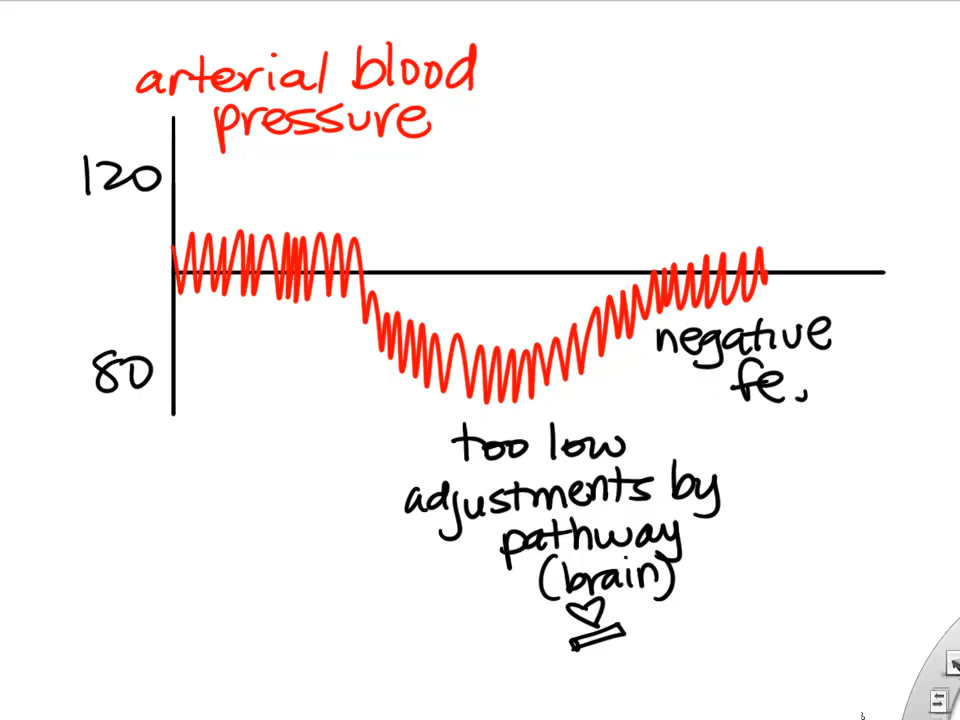 arterial blood
pressure
120
80
negative
fe
too low
adjustments by
pathway
(brain)